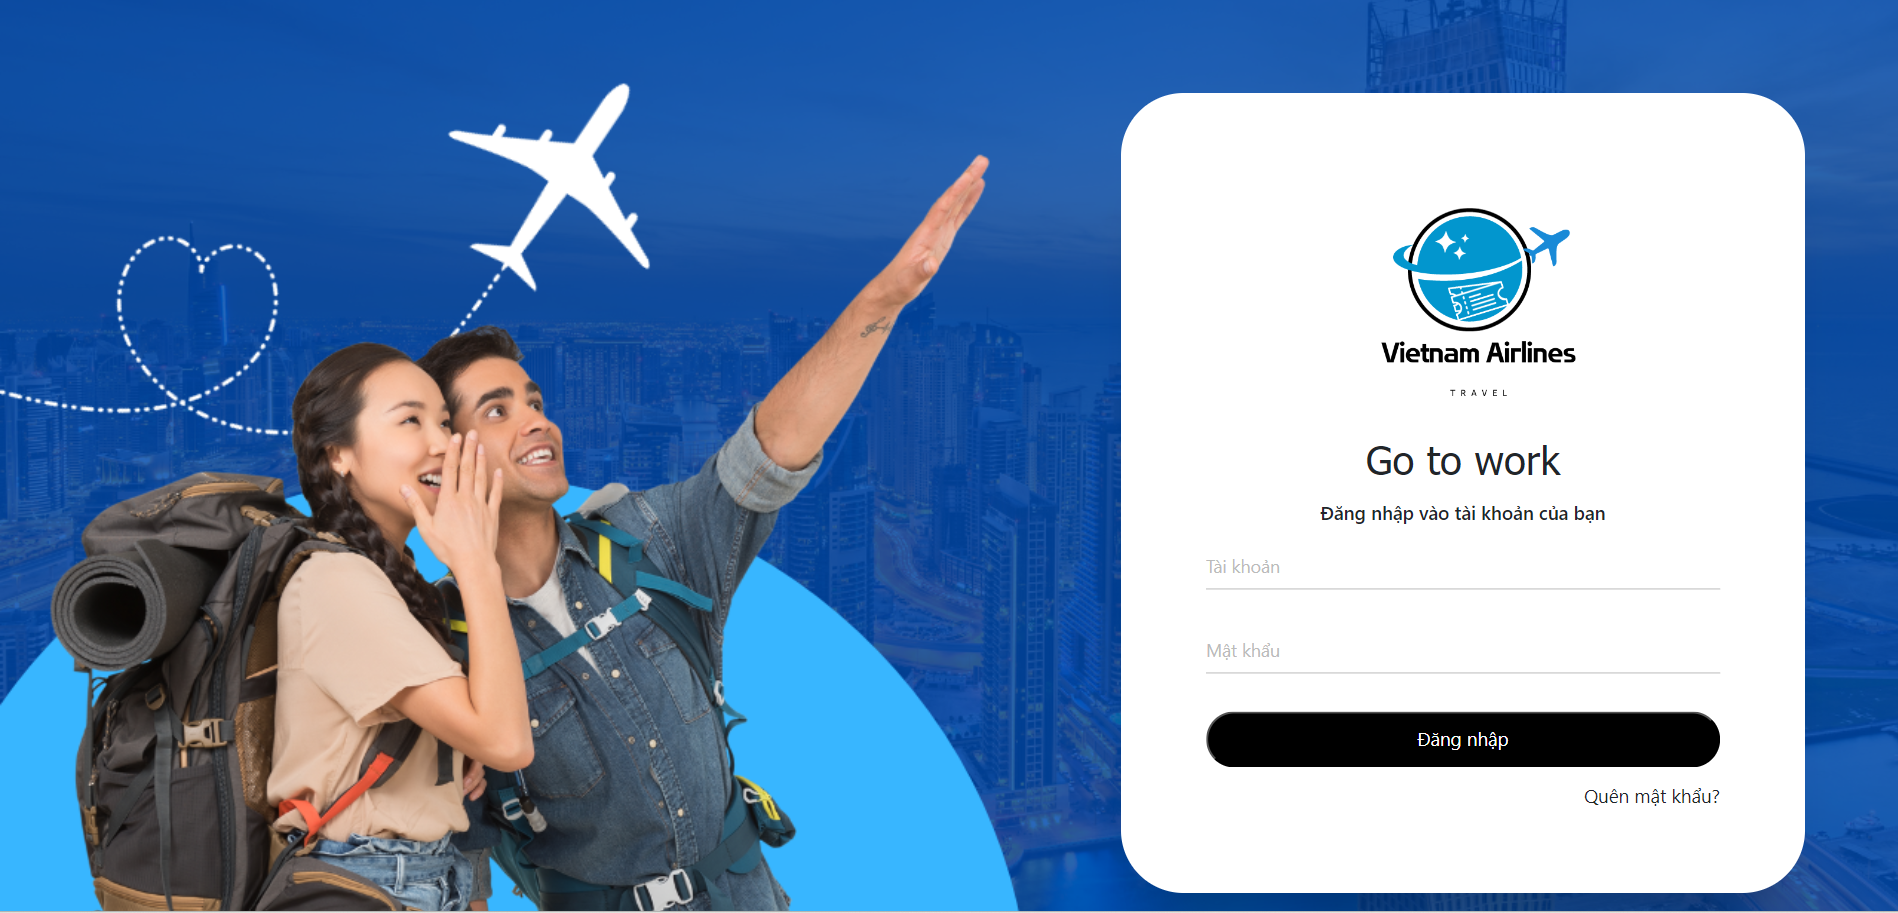 Vietnam Airlines
TRAVEL
Go to work
Đăng nhập vào tài khoản của bạn
Tài khoản
Mật khẩu
Đăng nhập
Quên mật khẩu?